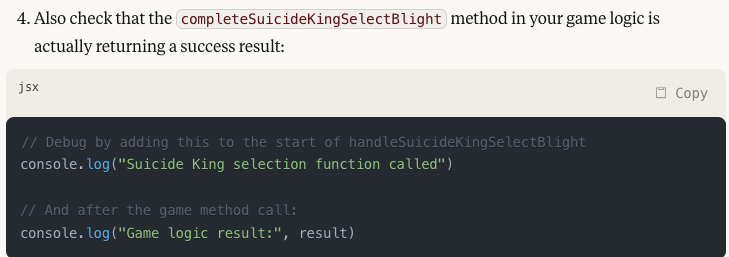 4. Also check that the completeSuicideKingSelectBlight method in your game logic is
actually returning a success result:
jsx
Copy
// Debug by adding this to the start of handleSuicideKingSelectBlight
console.log("Suicide King selection function called")
// And after the game method call:
console.log("Game logic result:", result)